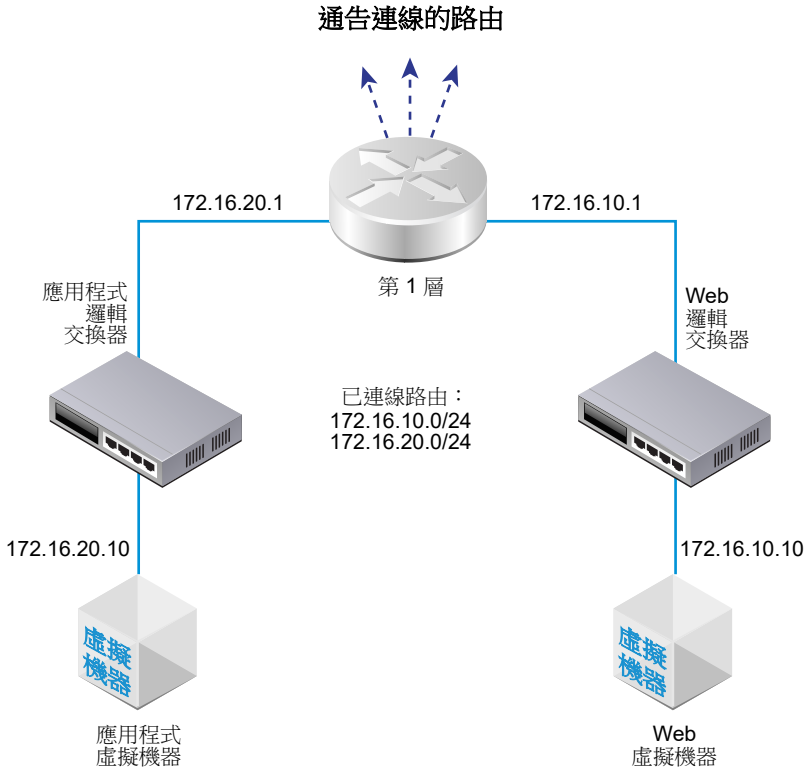 通告連線的路由
172.16.20.1
172.16.10.1
第 1 層
應用程式
邏輯
交換器
Web
邏輯
交換器
已連線路由：
172.16.10.0/24
172.16.20.0/24
172.16.20.10
172.16.10.10
虛擬
機器
虛擬
機器
應用程式
虛擬機器
Web
虛擬機器